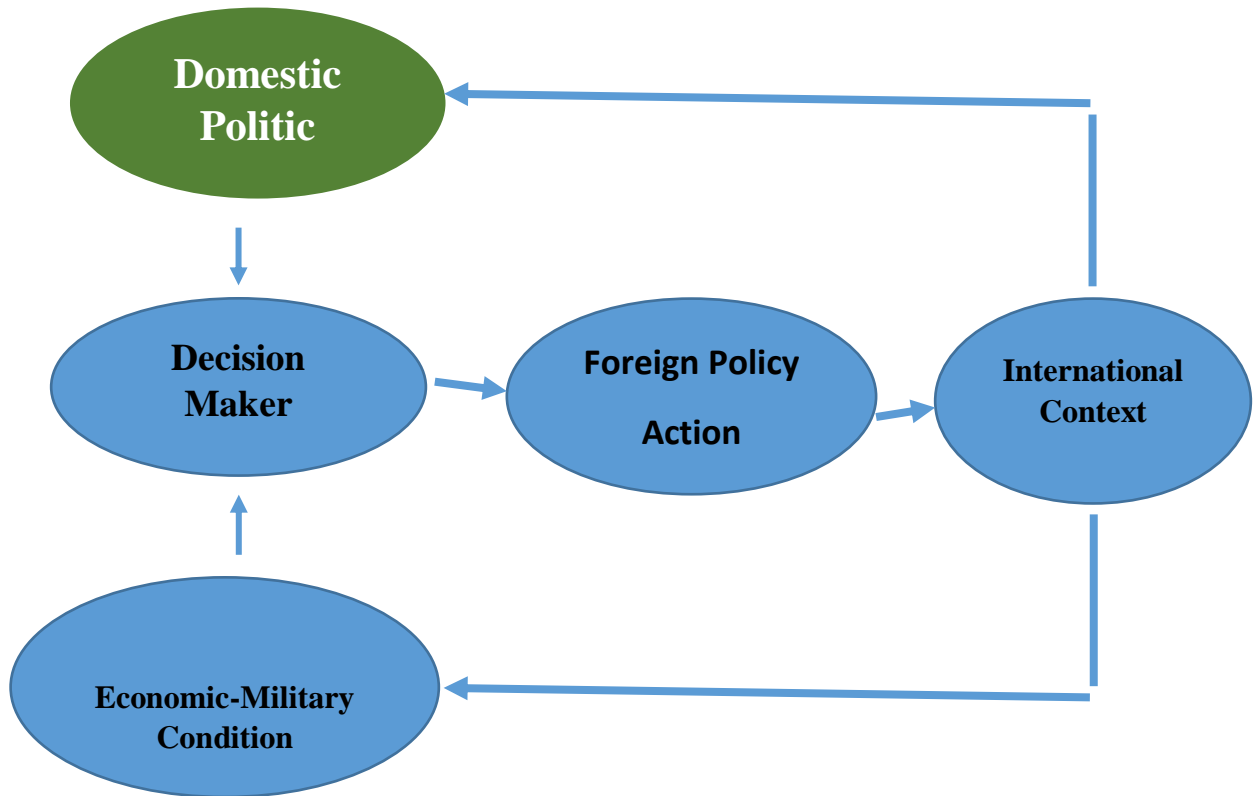 Domestic
Politic
Decision
Maker
Foreign Policy
Action
International
Context
Economic-Military
Condition